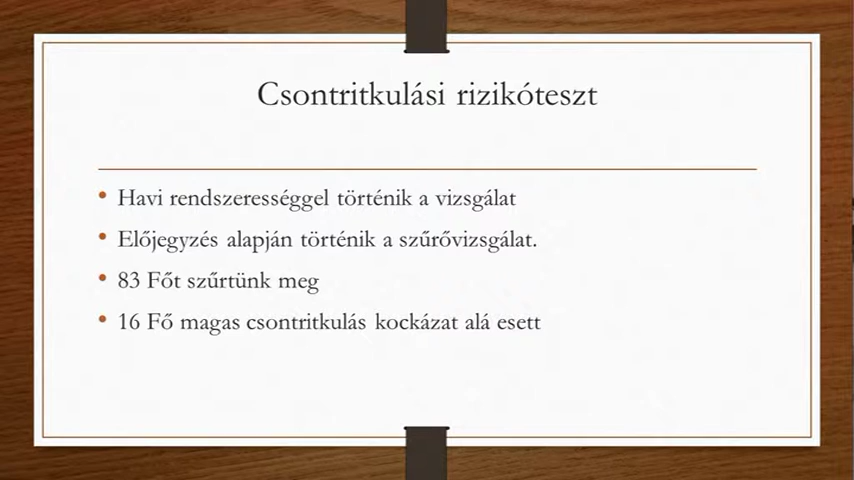 Csontritkulási rizikóteszt
Havi rendszerességgel történik a vizsgálat
Előjegyzés alapján történik a szűrővizsgálat.
83 Főt szűrtünk meg
16 Fő magas csontritkulás kockázat alá esett